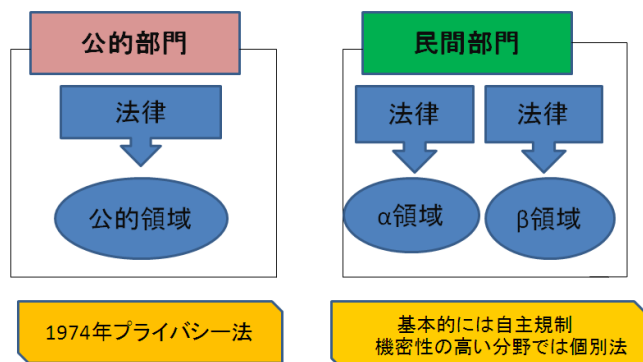 公的部門
民間部門
法律
法律
法律
公的領域
α領域
β領域
1974年プライバシー法
基本的には自主規制
機密性の高い分野では個別法